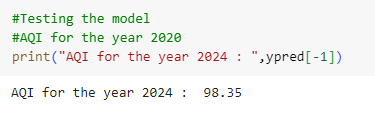 #Testing the model
#AQI for the year 2020
print("AQI for the year 2024 : ",ypred[-1])
AQI for the year 2024 :  98.35